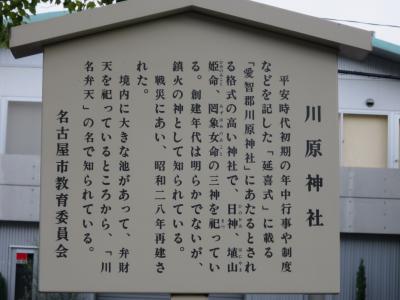 川原神社
平安時代初期の年中行事や制度
などを記した「延喜式」に載る
「愛智郡川原神社」にあたるとされ
る格式の高い神社で、日神、埴山
姫命、罔象女命の三神を祀ってい
る。創建年代は明らかでないが、
鎮火の神として知られている。
戦災にあい、昭和二八年再建さ
れた。
境内に大きな池があって、弁財
天を祀っているところから、「川
名弁天」の名で知られている。
名古屋市教育委員会